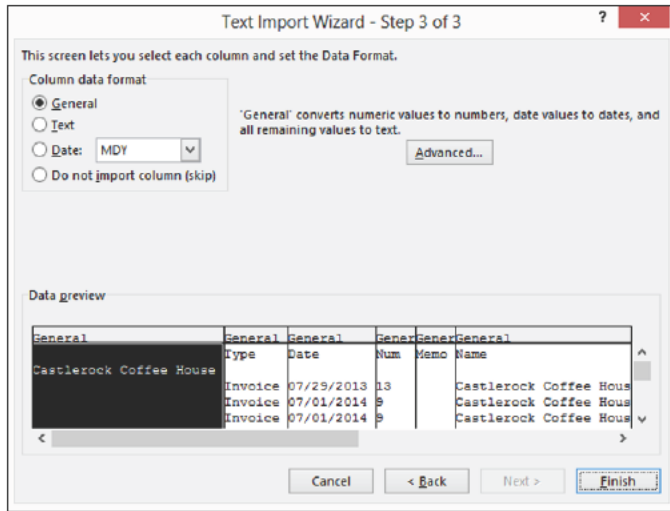 Text Import Wizard - Step 3 of 3
?
×
This screen lets you select each column and set the Data Format.
Column data format
General
Text
Date: MDY
Do not import column (skip)
'General' converts numeric values to numbers, date values to dates, and
all remaining values to text.
Advanced...
Data preview
General General General GenerGenerGeneral
Type Date Num Memo Name
Castlerock Coffee House
Invoice 07/29/2013 13 Castlerock Coffee Hous
Invoice 07/01/2014 9 Castlerock Coffee Hous
Invoice 07/01/2014 9 Castlerock Coffee Hous
Cancel < Back Next > Finish